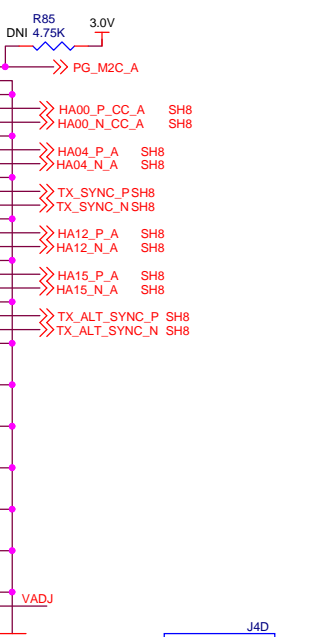 R85
3.0V
DNI 4.75K
PG_M2C_A
HA00_P_CC_A SH8
HA00_N_CC_A SH8
HA04_P_A SH8
HA04_N_A SH8
TX_SYNC_P SH8
TX_SYNC_N SH8
HA12_P_A SH8
HA12_N_A SH8
HA15_P_A SH8
HA15_N_A SH8
TX_ALT_SYNC_P SH8
TX_ALT_SYNC_N SH8
VADJ
J4D